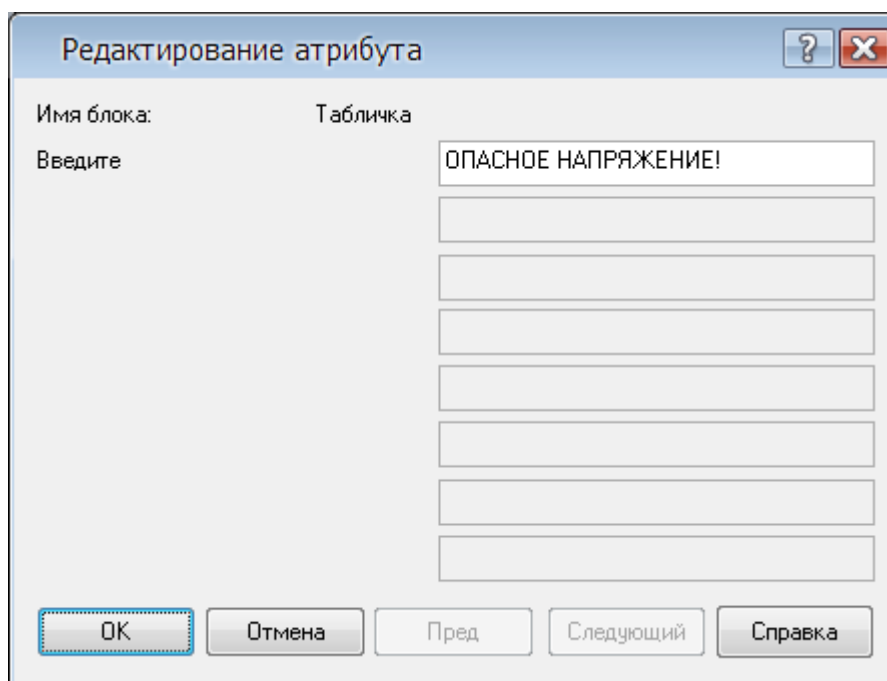 Редактирование атрибута
Имя блока: Табличка
Введите ОПАСНОЕ НАПРЯЖЕНИЕ!
OK Отмена Пред Следующий Справка